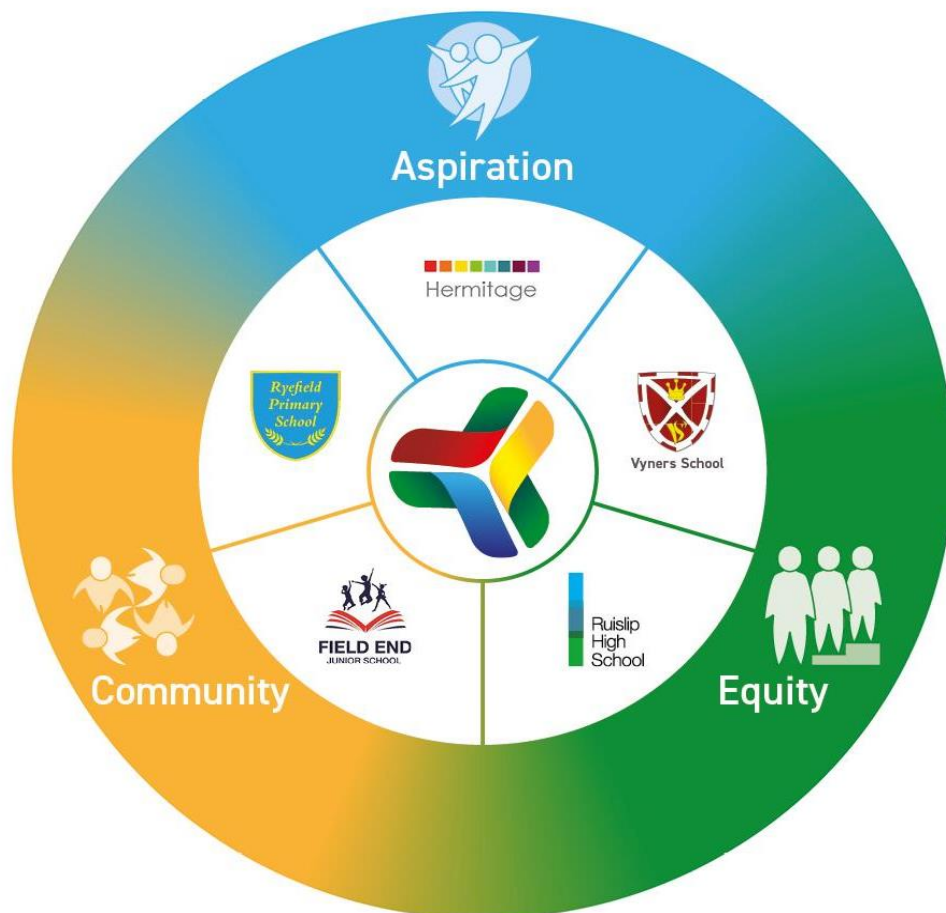 Aspiration
Hermitage
Ryefield
Primary
School
Vyners School
FIELD END
JUNIOR SCHOOL
Ruislip
High
School
Community
Equity